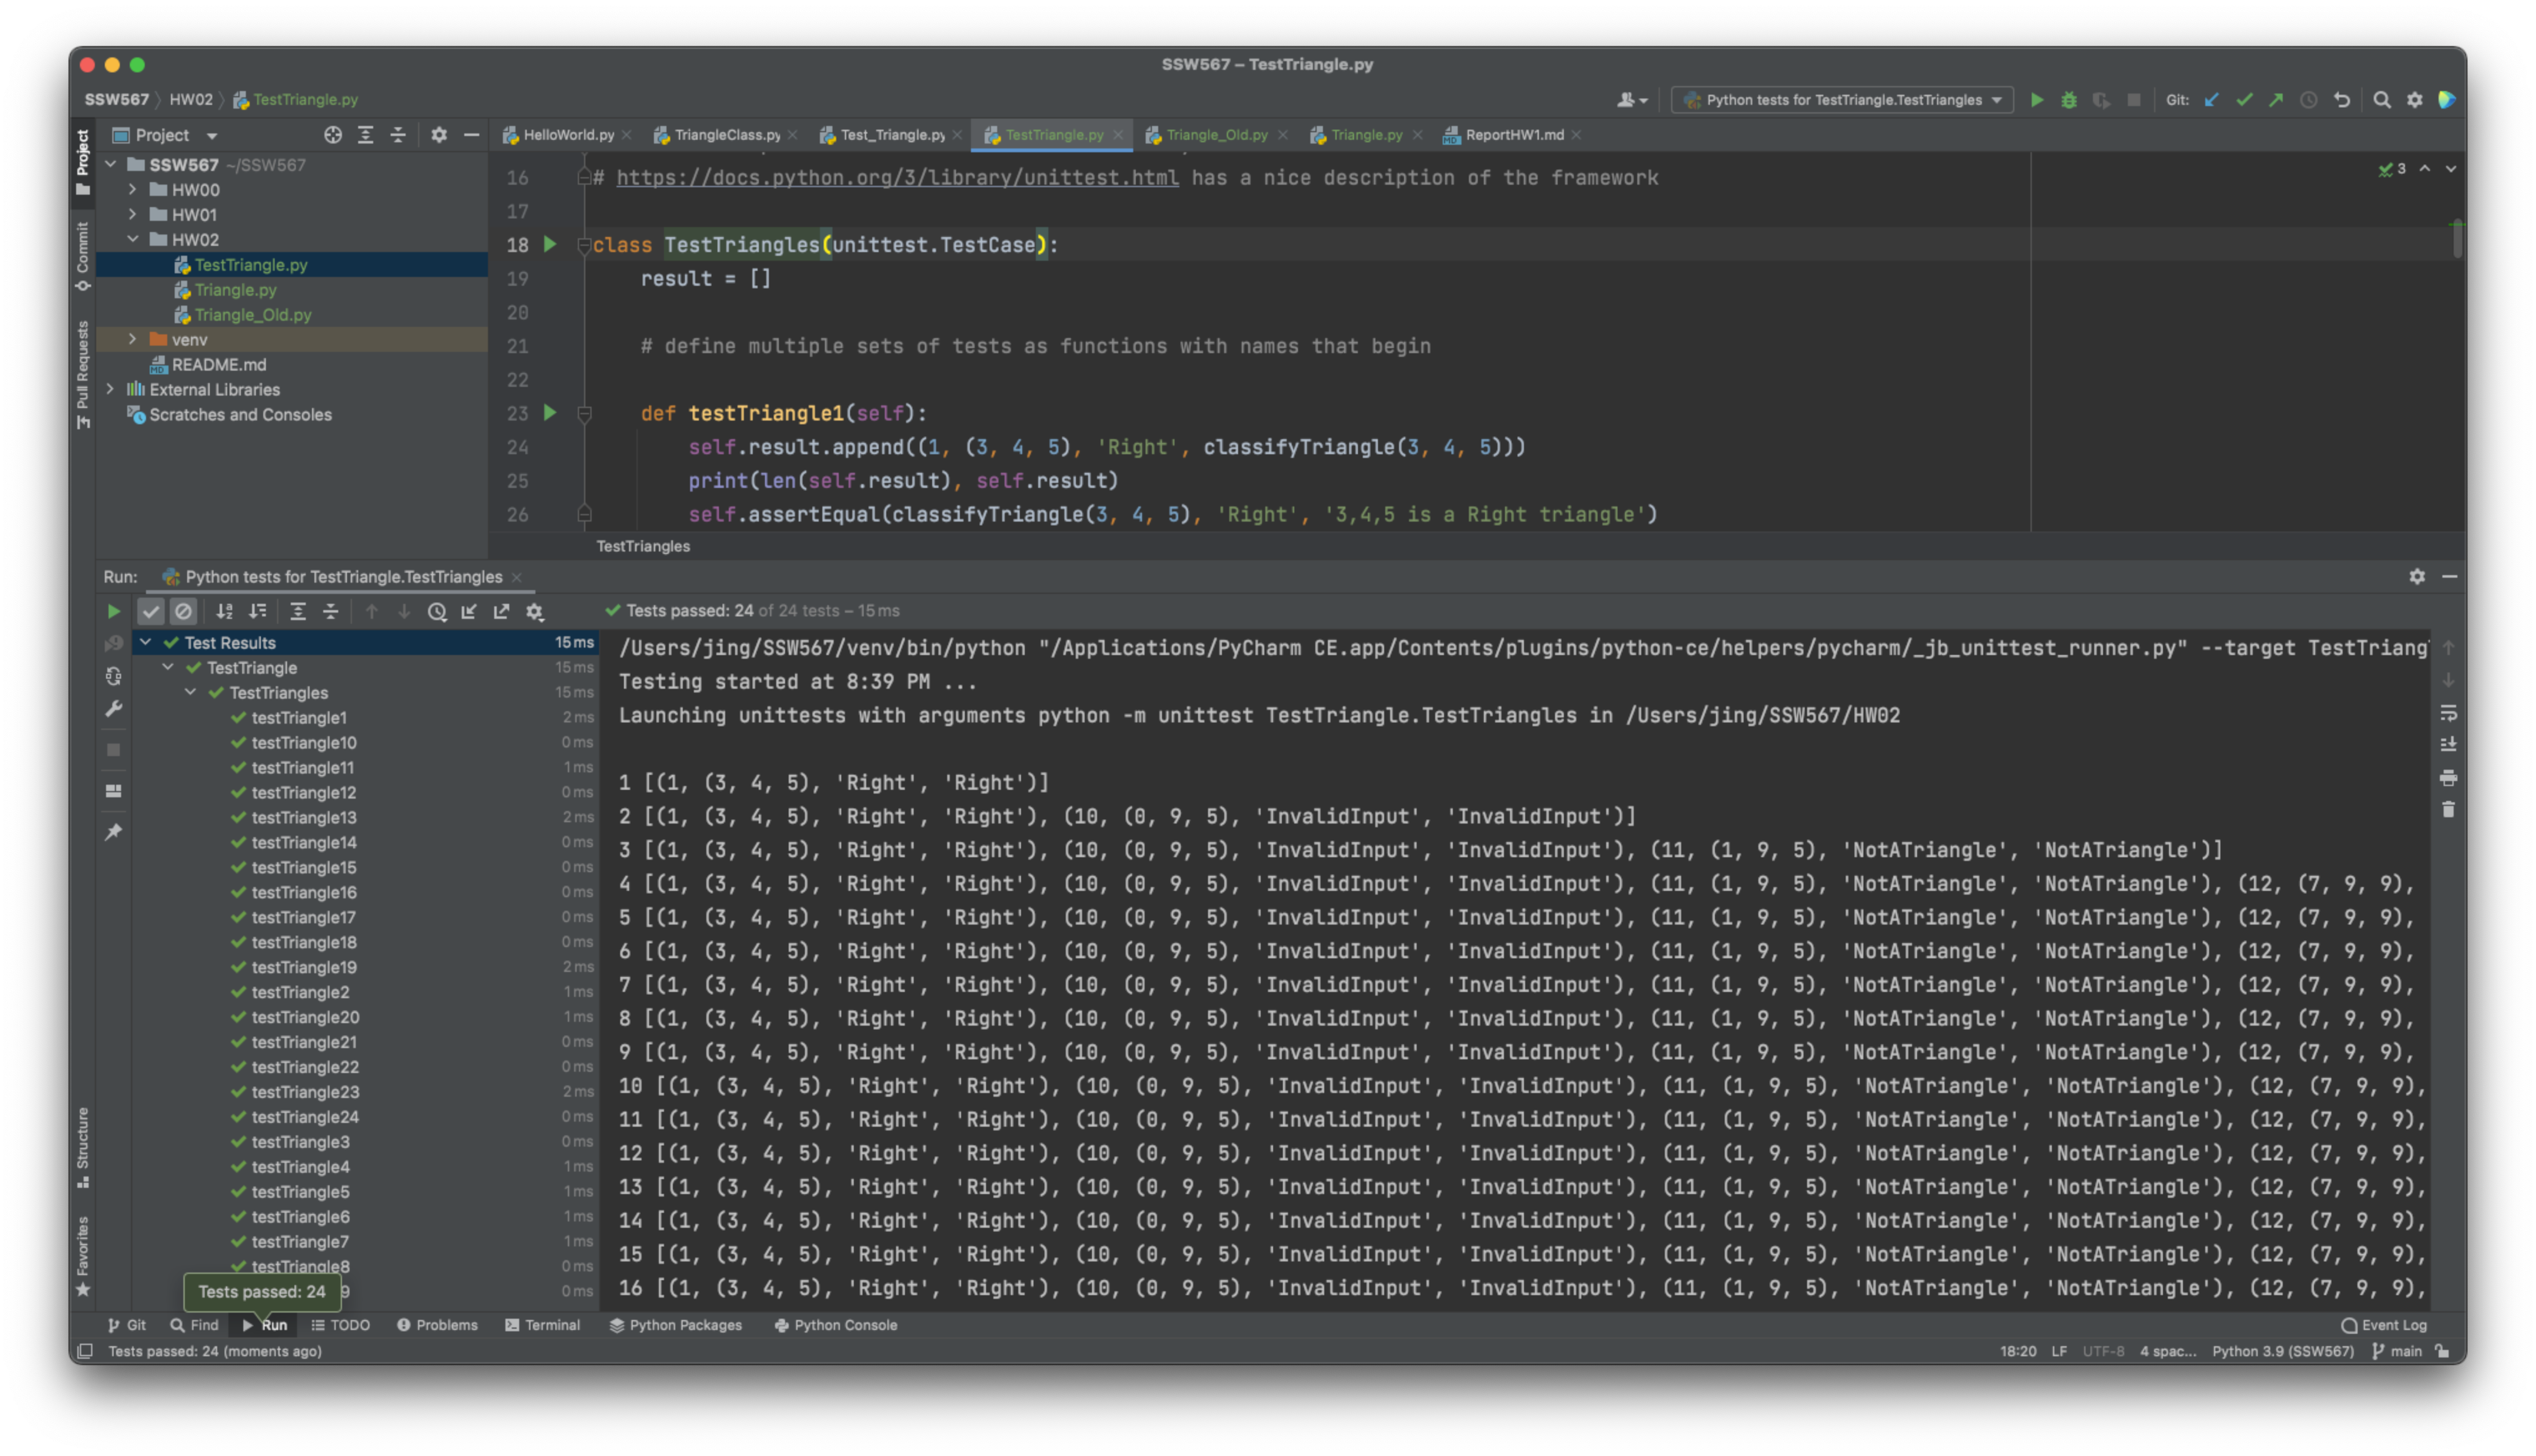 SSW567 – TestTriangle.py
SSW567 HW02 TestTriangle.py
Python tests for TestTriangle.TestTriangles
Git:
Project
HelloWorld.py
TriangleClass.py
Test_Triangle.py
TestTriangle.py
Triangle_Old.py
Triangle.py
ReportHW1.md
Project
Commit
Pull Requests
Structure
Favorites
SSW567 ~/SSW567
HW00
HW01
HW02
TestTriangle.py
Triangle.py
Triangle_Old.py
venv
README.md
External Libraries
Scratches and Consoles
3
16 # https://docs.python.org/3/library/unittest.html has a nice description of the framework
17
18 class TestTriangles(unittest.TestCase):
19 result = []
20
21 # define multiple sets of tests as functions with names that begin
22
23 def testTriangle1(self):
24 self.result.append((1, (3, 4, 5), 'Right', classifyTriangle(3, 4, 5)))
25 print(len(self.result), self.result)
26 self.assertEqual(classifyTriangle(3, 4, 5), 'Right', '3,4,5 is a Right triangle')
TestTriangles
Run: Python tests for TestTriangle.TestTriangles
Tests passed: 24 of 24 tests – 15 ms
Test Results 15 ms
TestTriangle 15 ms
TestTriangles 15 ms
testTriangle1 2 ms
testTriangle10 0 ms
testTriangle11 1 ms
testTriangle12 0 ms
testTriangle13 2 ms
testTriangle14 0 ms
testTriangle15 0 ms
testTriangle16 0 ms
testTriangle17 0 ms
testTriangle18 0 ms
testTriangle19 2 ms
testTriangle2 1 ms
testTriangle20 1 ms
testTriangle21 0 ms
testTriangle22 0 ms
testTriangle23 2 ms
testTriangle24 0 ms
testTriangle3 0 ms
testTriangle4 1 ms
testTriangle5 1 ms
testTriangle6 1 ms
testTriangle7 1 ms
testTriangle8 0 ms
9 0 ms
Tests passed: 24
/Users/jing/SSW567/venv/bin/python "/Applications/PyCharm CE.app/Contents/plugins/python-ce/helpers/pycharm/_jb_unittest_runner.py" --target TestTriang
Testing started at 8:39 PM ...
Launching unittests with arguments python -m unittest TestTriangle.TestTriangles in /Users/jing/SSW567/HW02
1 [(1, (3, 4, 5), 'Right', 'Right')]
2 [(1, (3, 4, 5), 'Right', 'Right'), (10, (0, 9, 5), 'InvalidInput', 'InvalidInput')]
3 [(1, (3, 4, 5), 'Right', 'Right'), (10, (0, 9, 5), 'InvalidInput', 'InvalidInput'), (11, (1, 9, 5), 'NotATriangle', 'NotATriangle')]
4 [(1, (3, 4, 5), 'Right', 'Right'), (10, (0, 9, 5), 'InvalidInput', 'InvalidInput'), (11, (1, 9, 5), 'NotATriangle', 'NotATriangle'), (12, (7, 9, 9),
5 [(1, (3, 4, 5), 'Right', 'Right'), (10, (0, 9, 5), 'InvalidInput', 'InvalidInput'), (11, (1, 9, 5), 'NotATriangle', 'NotATriangle'), (12, (7, 9, 9),
6 [(1, (3, 4, 5), 'Right', 'Right'), (10, (0, 9, 5), 'InvalidInput', 'InvalidInput'), (11, (1, 9, 5), 'NotATriangle', 'NotATriangle'), (12, (7, 9, 9),
7 [(1, (3, 4, 5), 'Right', 'Right'), (10, (0, 9, 5), 'InvalidInput', 'InvalidInput'), (11, (1, 9, 5), 'NotATriangle', 'NotATriangle'), (12, (7, 9, 9),
8 [(1, (3, 4, 5), 'Right', 'Right'), (10, (0, 9, 5), 'InvalidInput', 'InvalidInput'), (11, (1, 9, 5), 'NotATriangle', 'NotATriangle'), (12, (7, 9, 9),
9 [(1, (3, 4, 5), 'Right', 'Right'), (10, (0, 9, 5), 'InvalidInput', 'InvalidInput'), (11, (1, 9, 5), 'NotATriangle', 'NotATriangle'), (12, (7, 9, 9),
10 [(1, (3, 4, 5), 'Right', 'Right'), (10, (0, 9, 5), 'InvalidInput', 'InvalidInput'), (11, (1, 9, 5), 'NotATriangle', 'NotATriangle'), (12, (7, 9, 9),
11 [(1, (3, 4, 5), 'Right', 'Right'), (10, (0, 9, 5), 'InvalidInput', 'InvalidInput'), (11, (1, 9, 5), 'NotATriangle', 'NotATriangle'), (12, (7, 9, 9),
12 [(1, (3, 4, 5), 'Right', 'Right'), (10, (0, 9, 5), 'InvalidInput', 'InvalidInput'), (11, (1, 9, 5), 'NotATriangle', 'NotATriangle'), (12, (7, 9, 9),
13 [(1, (3, 4, 5), 'Right', 'Right'), (10, (0, 9, 5), 'InvalidInput', 'InvalidInput'), (11, (1, 9, 5), 'NotATriangle', 'NotATriangle'), (12, (7, 9, 9),
14 [(1, (3, 4, 5), 'Right', 'Right'), (10, (0, 9, 5), 'InvalidInput', 'InvalidInput'), (11, (1, 9, 5), 'NotATriangle', 'NotATriangle'), (12, (7, 9, 9),
15 [(1, (3, 4, 5), 'Right', 'Right'), (10, (0, 9, 5), 'InvalidInput', 'InvalidInput'), (11, (1, 9, 5), 'NotATriangle', 'NotATriangle'), (12, (7, 9, 9),
16 [(1, (3, 4, 5), 'Right', 'Right'), (10, (0, 9, 5), 'InvalidInput', 'InvalidInput'), (11, (1, 9, 5), 'NotATriangle', 'NotATriangle'), (12, (7, 9, 9),
Git Find Run TODO Problems Terminal Python Packages Python Console Event Log
Tests passed: 24 (moments ago) 18:20 LF UTF-8 4 spac... Python 3.9 (SSW567) main